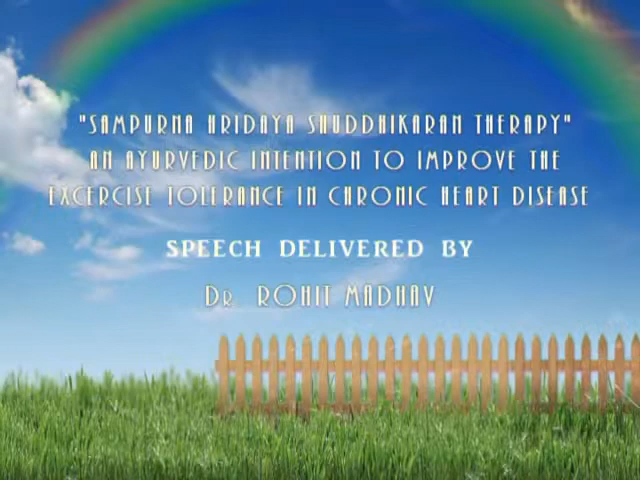 "SAMPURNA HRIDAYA SHUDDHIKARAN THERAPY"
AN AYURVEDIC INTENTION TO IMPROVE THE
EXCERCISE TOLERANCE IN CHRONIC HEART DISEASE
SPEECH DELIVERED BY
DR. ROHIT MADHAV